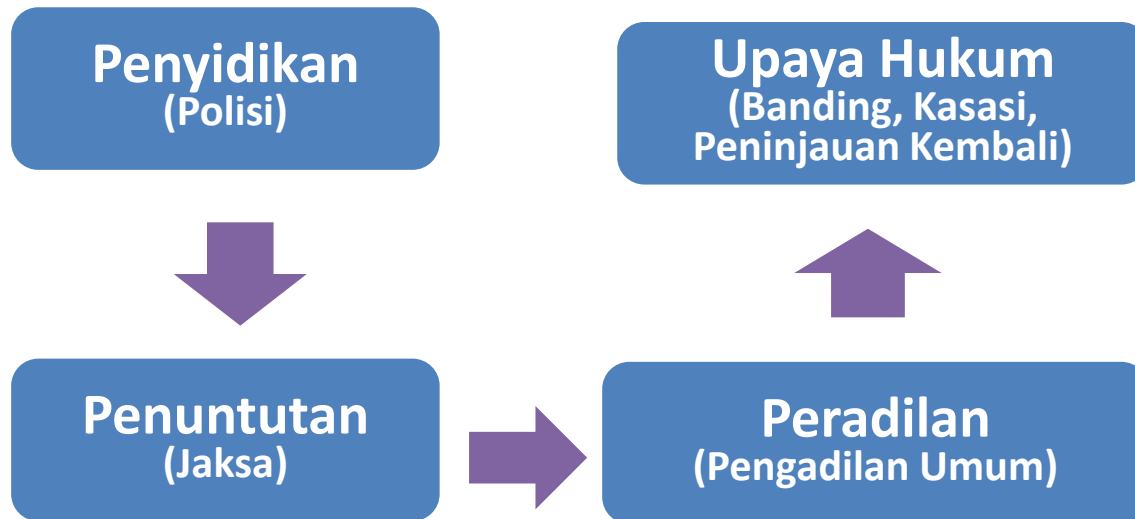 Penyidikan
(Polisi)
Penuntutan
(Jaksa)
Peradilan
(Pengadilan Umum)
Upaya Hukum
(Banding, Kasasi,
Peninjauan Kembali)